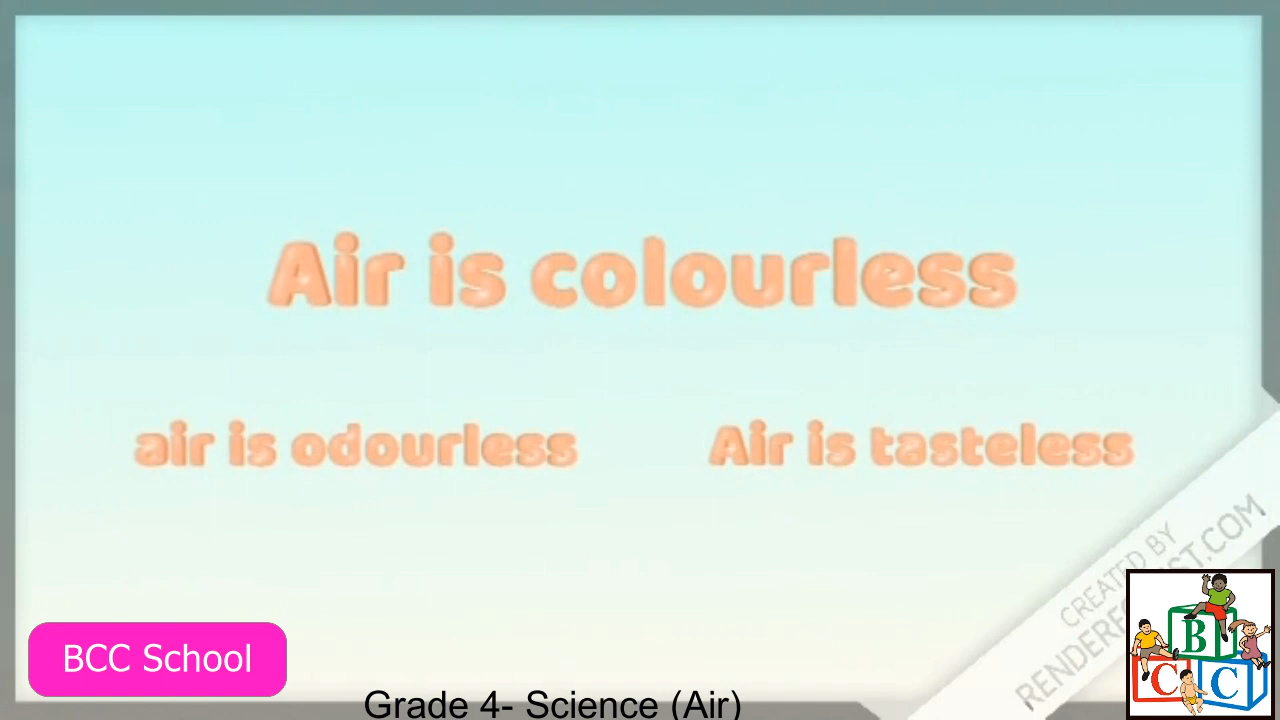 Air is colourless
air is odourless
Air is tasteless
CREATED BY
BCC School
B
C C
Grade 4- Science (Air)